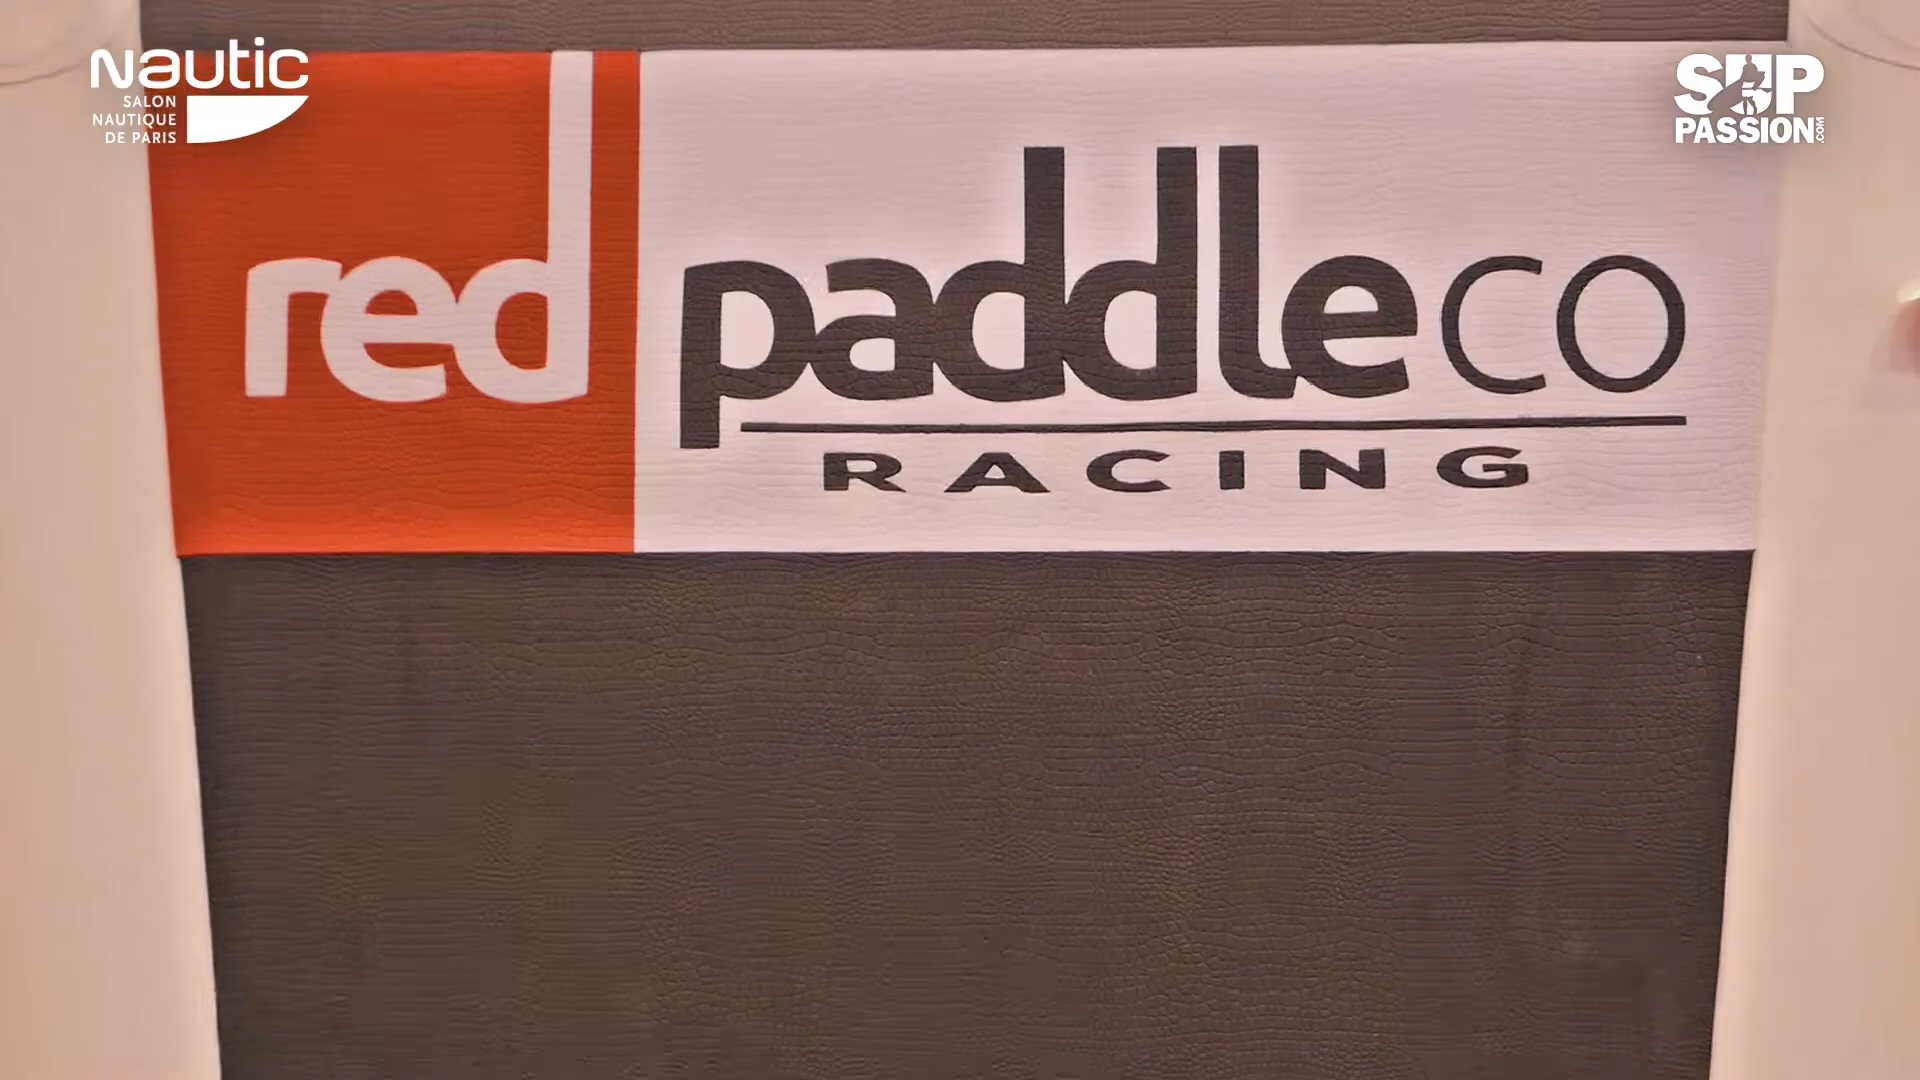 Nautic
SALON
NAUTIQUE
DE PARIS
SUP
PASSION.COM
red paddle co
RACING